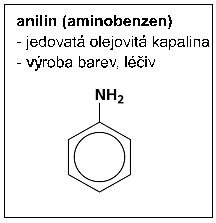 anilin (aminobenzen)
- jedovatá olejovitá kapalina
- výroba barev, léčiv
NH2